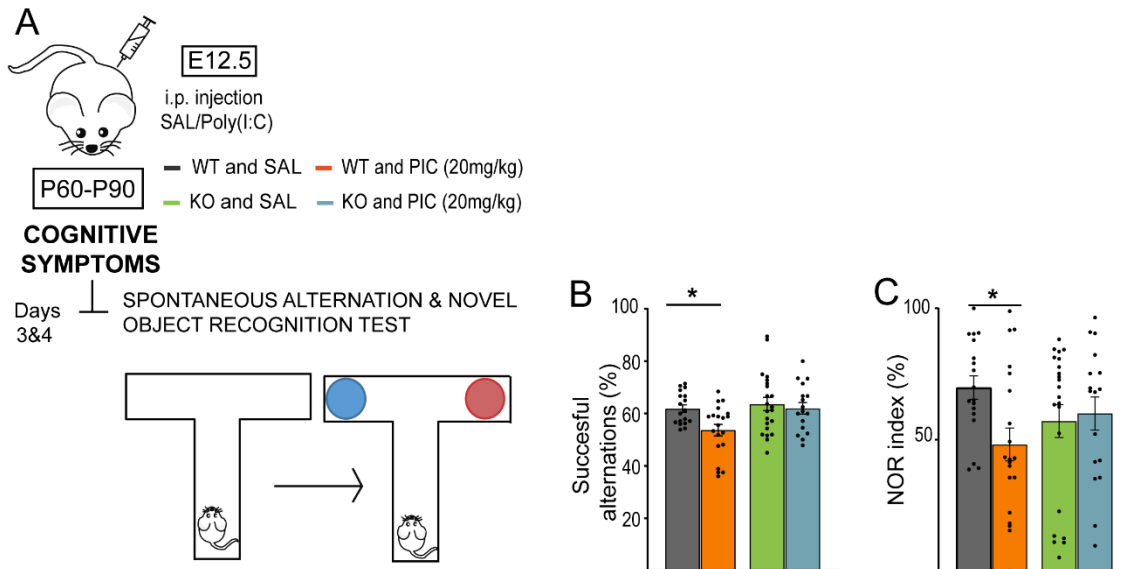 A
E12.5
i.p. injection
SAL/Poly(I:C)
WT and SAL
WT and PIC (20mg/kg)
KO and SAL
KO and PIC (20mg/kg)
P60-P90
COGNITIVE
SYMPTOMS
Days
3&4
SPONTANEOUS ALTERNATION & NOVEL
OBJECT RECOGNITION TEST
B
Succesful
alternations (%)
100
80
60
40
20
*
C
NOR index (%)
100
50
*